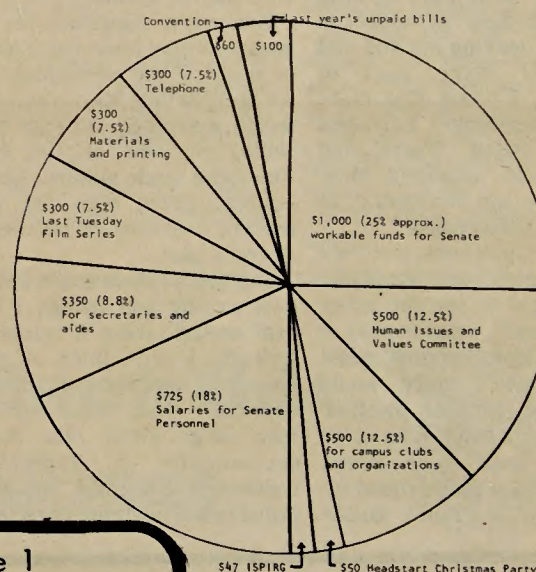 Convention
last year's unpaid bills
$60
$100
$300 (7.5%)
Telephone
$300
(7.5%)
Materials
and printing
$300 (7.5%)
Last Tuesday
Film Series
$1,000 (25% approx.)
workable funds for Senate
$350 (8.8%)
For secretaries and
aides
$500 (12.5%)
Human Issues and
Values Committee
$725 (18%)
Salaries for Senate
Personnel
$500 (12.5%)
for campus clubs
and organizations
$47 ISPIRG
$50 Headstart Christmas Party